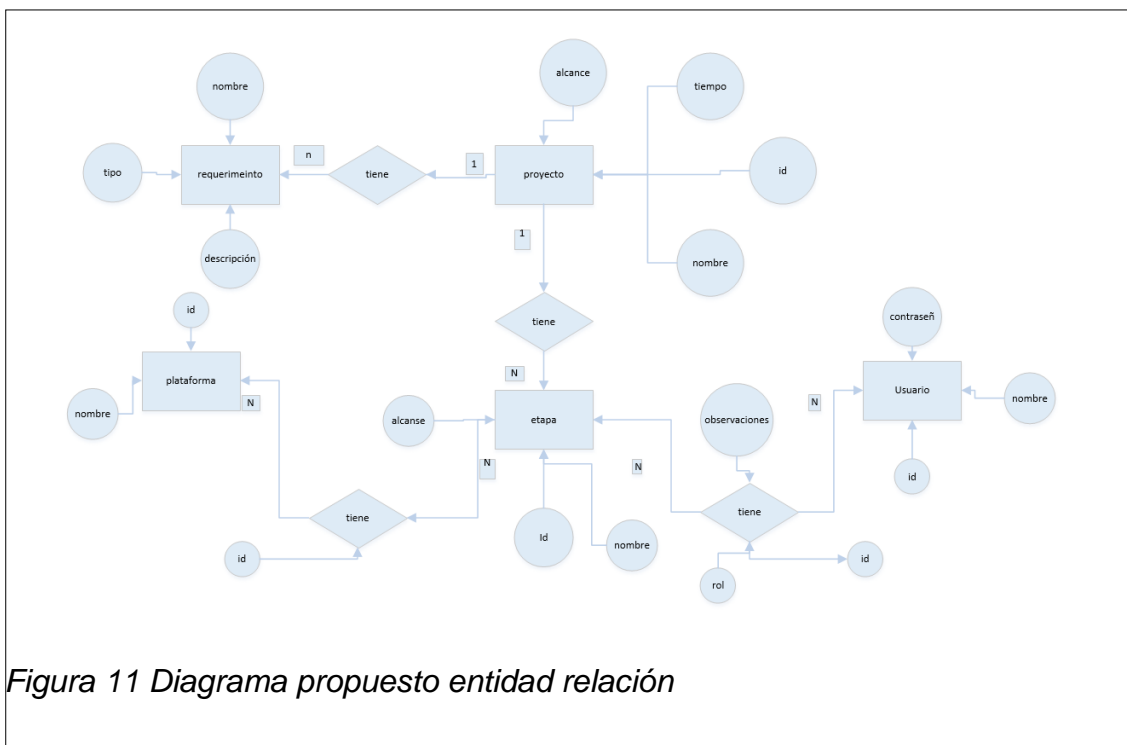 alcance
nombre
tiempo
n
1
tipo
requerimeinto
tiene
proyecto
id
1
descripción
nombre
id
tiene
contraseñ
plataforma
N
Usuario
N
nombre
observaciones
N
nombre
alcanse
etapa
N
N
id
tiene
tiene
Id
nombre
id
id
rol
Figura 11 Diagrama propuesto entidad relación